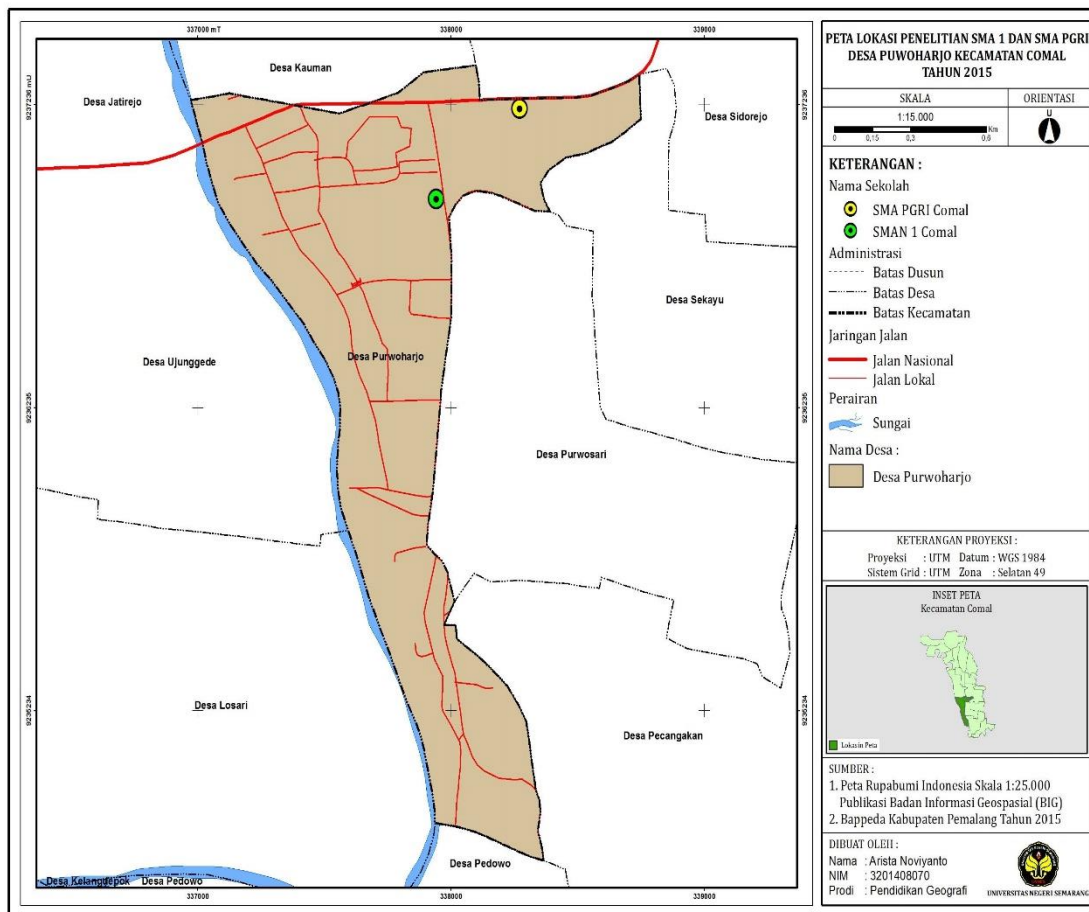 337000 mT
338000
339000
9237236 mU
9237236
Desa Kauman
Desa Jatirejo
Desa Sidorejo
Desa Sekayu
Desa Ujunggede
Desa Purwoharjo
9236235
9236235
Desa Purwosari
Desa Losari
9235234
9235234
Desa Pecangakan
Desa Pedowo
Desa Kelangdepok
Desa Pedowo
337000
338000
339000
PETA LOKASI PENELITIAN SMA 1 DAN SMA PGRI
DESA PUWOHARJO KECAMATAN COMAL
TAHUN 2015
SKALA
ORIENTASI
1:15.000
U
Km
0 0,15 0,3 0,6
KETERANGAN :
Nama Sekolah
SMA PGRI Comal
SMAN 1 Comal
Administrasi
Batas Dusun
Batas Desa
Batas Kecamatan
Jaringan Jalan
Jalan Nasional
Jalan Lokal
Perairan
Sungai
Nama Desa :
Desa Purwoharjo
KETERANGAN PROYEKSI :
Proyeksi : UTM Datum : WGS 1984
Sistem Grid : UTM Zona : Selatan 49
INSET PETA
Kecamatan Comal
Lokasin Peta
SUMBER :
1. Peta Rupabumi Indonesia Skala 1:25.000
Publikasi Badan Informasi Geospasial (BIG)
2. Bappeda Kabupaten Pemalang Tahun 2015
DIBUAT OLEH :
Nama : Arista Noviyanto
NIM : 3201408070
Prodi : Pendidikan Geografi
UNIVERSITAS NEGERI SEMARANG